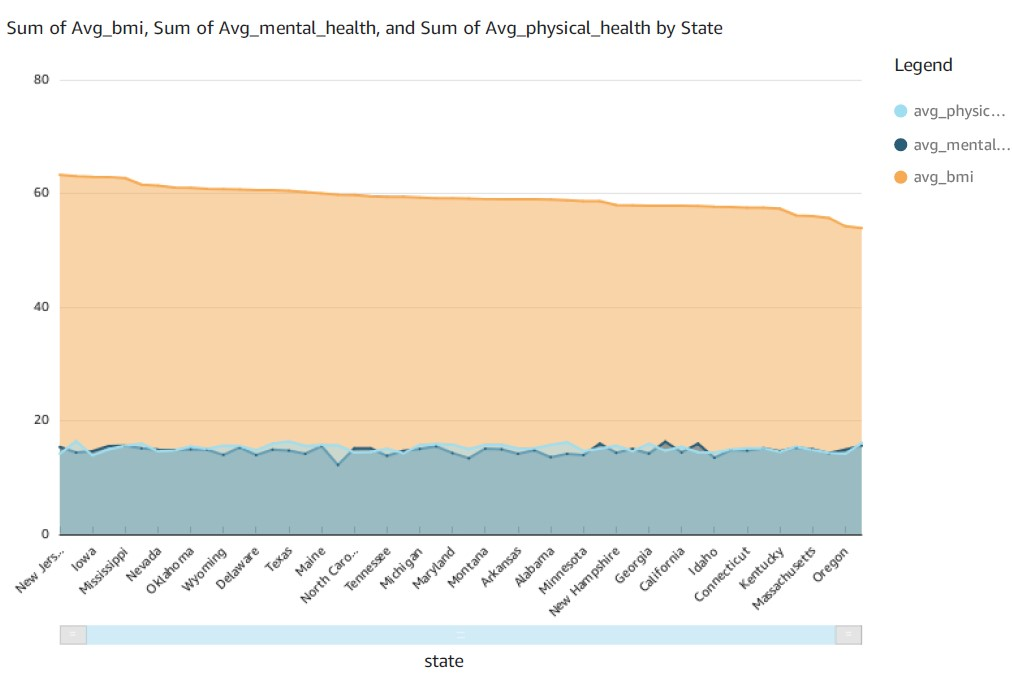 Sum of Avg_bmi, Sum of Avg_mental_health, and Sum of Avg_physical_health by State
Legend
avg_physic...
avg_mental...
avg_bmi
80
60
40
20
0
New Jers...
Iowa
Mississippi
Nevada
Oklahoma
Wyoming
Delaware
Texas
Maine
North Caro...
Tennessee
Michigan
Maryland
Montana
Arkansas
Alabama
Minnesota
New Hampshire
Georgia
California
Idaho
Connecticut
Kentucky
Massachusetts
Oregon
state